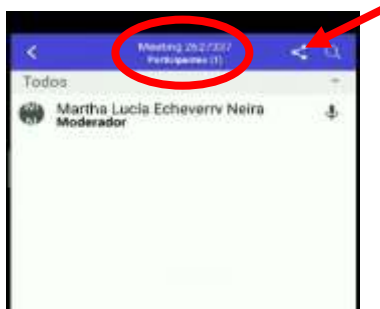 Meeting 2627337
Participantes (1)
Todos
Martha Lucia Echeverry Neira
Moderador